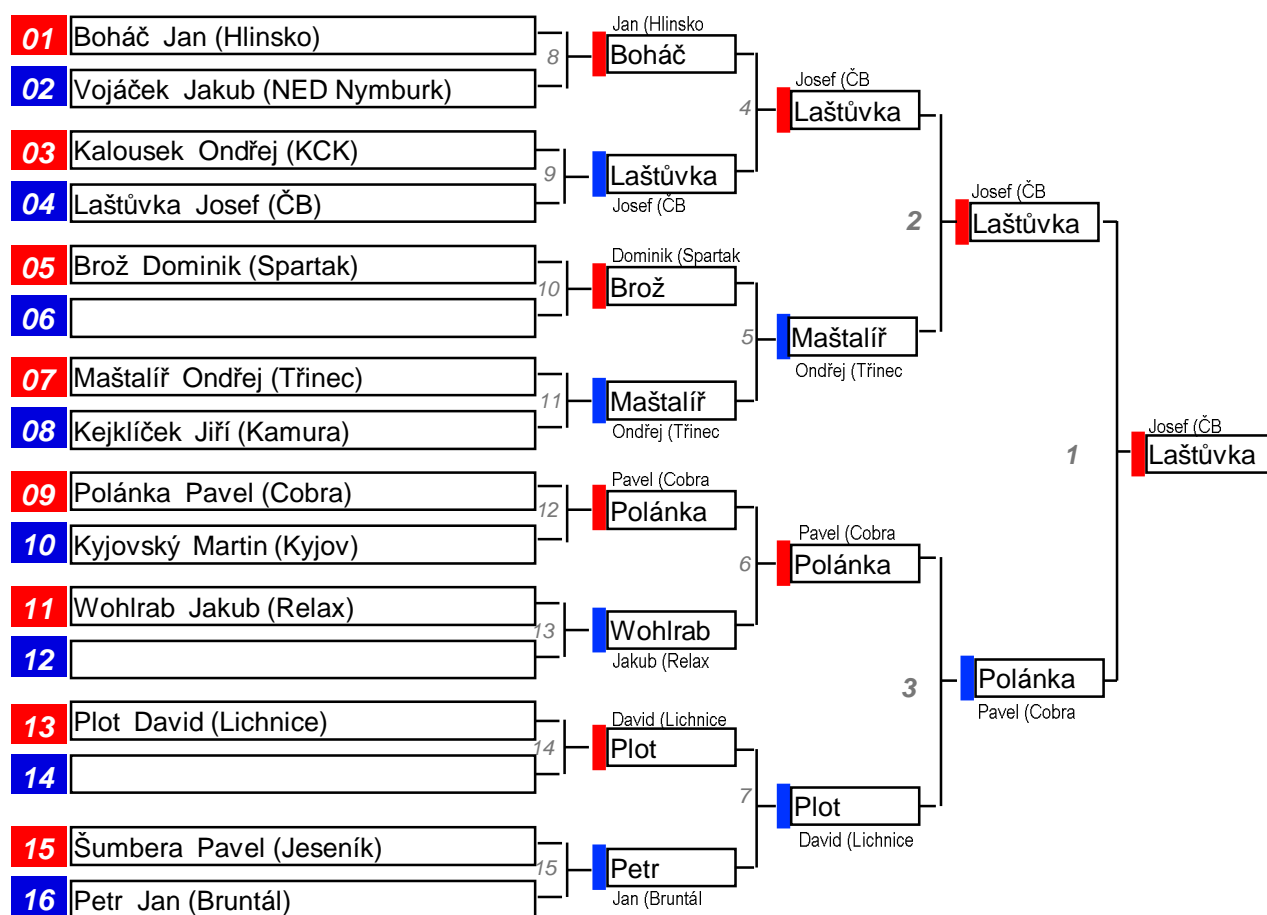 01 Boháč Jan (Hlinsko)
02 Vojáček Jakub (NED Nymburk)
03 Kalousek Ondřej (KCK)
04 Laštůvka Josef (ČB)
05 Brož Dominik (Spartak)
06
07 Maštalíř Ondřej (Třinec)
08 Kejklíček Jiří (Kamura)
09 Polánka Pavel (Cobra)
10 Kyjovský Martin (Kyjov)
11 Wohlrab Jakub (Relax)
12
13 Plot David (Lichnice)
14
15 Šumbera Pavel (Jeseník)
16 Petr Jan (Bruntál)
8
9
10
11
12
13
14
15
Jan (Hlinsko
Boháč
Laštůvka
Josef (ČB
Dominik (Spartak
Brož
Maštalíř
Ondřej (Třinec
Pavel (Cobra
Polánka
Wohlrab
Jakub (Relax
David (Lichnice
Plot
Petr
Jan (Bruntál
4
5
6
7
Josef (ČB
Laštůvka
Maštalíř
Ondřej (Třinec
Pavel (Cobra
Polánka
Plot
David (Lichnice
2
3
Josef (ČB
Laštůvka
Polánka
Pavel (Cobra
1
Josef (ČB
Laštůvka